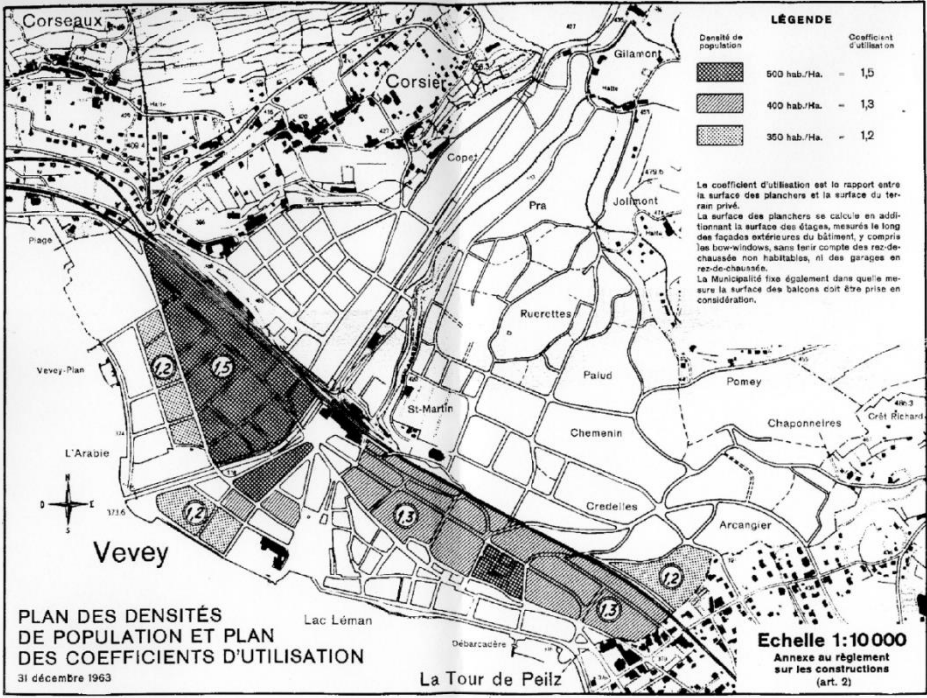 Corseaux
Corsier
Gilamont
Copet
Pra
Jolimont
Plage
Ruerettes
Vevey-Plan
1,2
1,5
St-Martin
Palud
Pomey
Crêt Richard
Chaponneires
Chemenin
L'Arabie
N
O
E
S
373.6
1,2
1,3
Credelles
Arcangier
Vevey
1,2
1,3
Lac Léman
Débarcadère
La Tour de Peilz
LÉGENDE
Densité de
population
Coefficient
d'utilisation
500 hab./Ha. = 1,5
400 hab./Ha. = 1,3
350 hab./Ha. = 1,2
Le coefficient d'utilisation est le rapport entre
la surface des planchers et la surface du ter-
rain privé.
La surface des planchers se calcule en addi-
tionnant la surface des étages, mesurés le long
des façades extérieures du bâtiment, y compris
les bow-windows, sans tenir compte des rez-de-
chaussée non habitables, ni des garages en
rez-de-chaussée.
La Municipalité fixe également dans quelle me-
sure la surface des balcons doit être prise en
considération.
PLAN DES DENSITÉS
DE POPULATION ET PLAN
DES COEFFICIENTS D'UTILISATION
31 décembre 1963
Echelle 1:10 000
Annexe au règlement
sur les constructions
(art. 2)